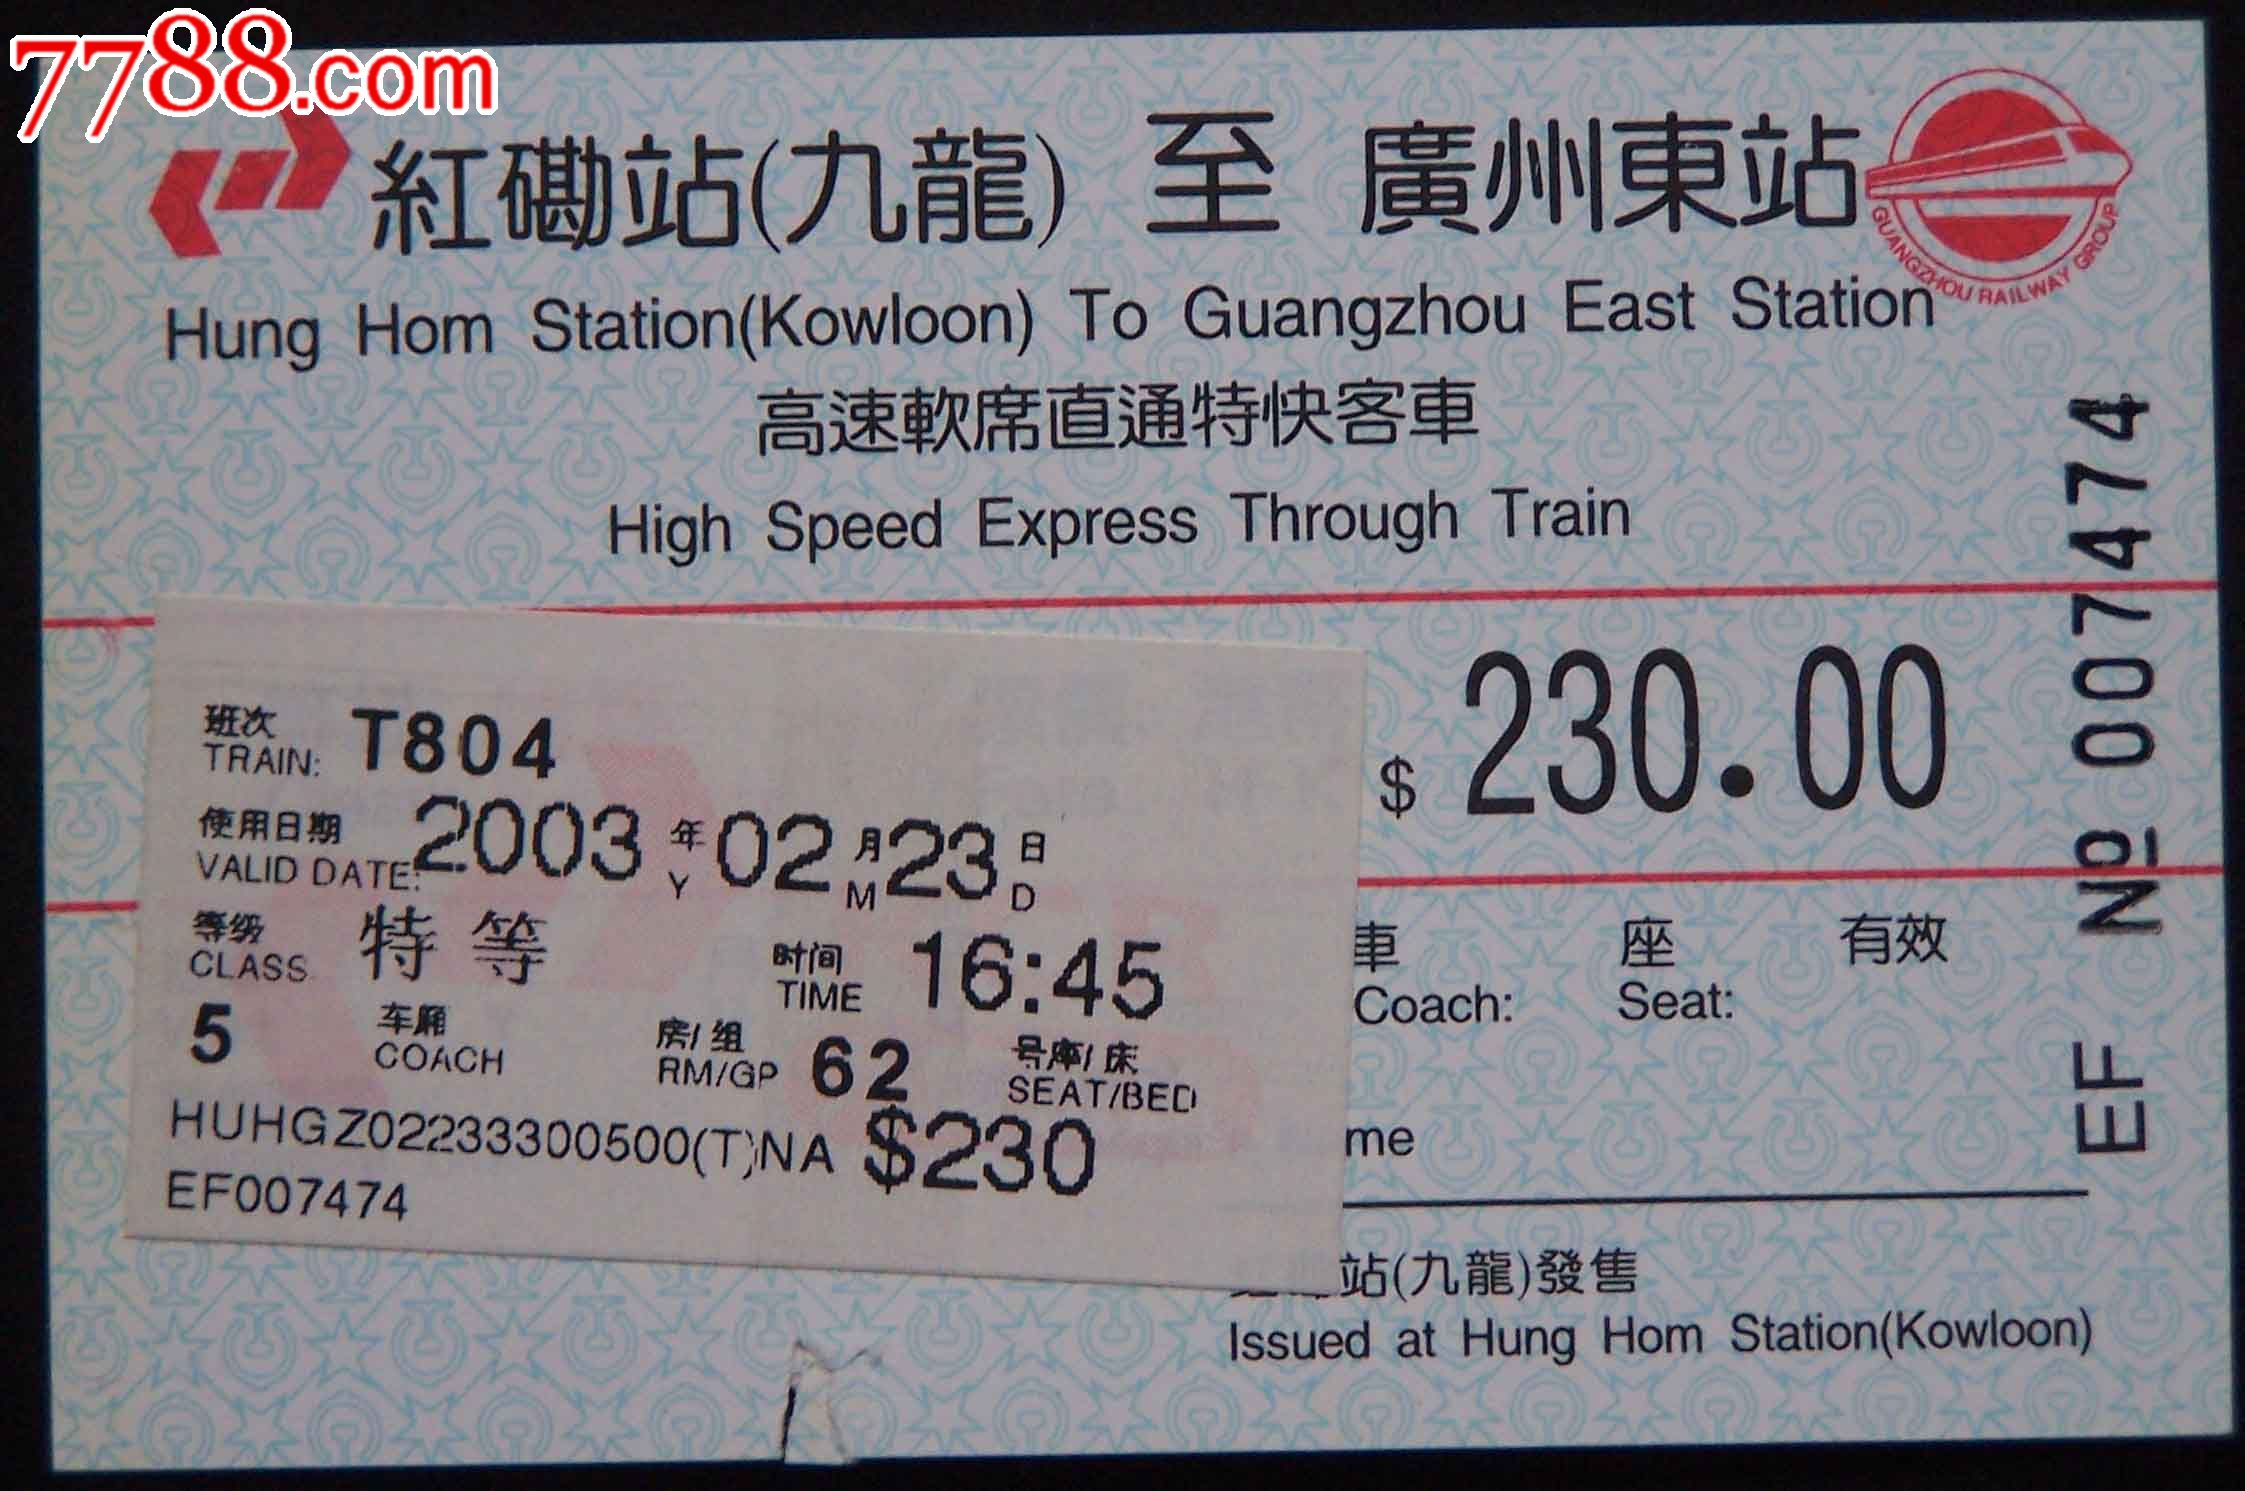 7788.com
紅磡站(九龍) 至 廣州東站
GUANGZHOU RAILWAY GROUP
Hung Hom Station(Kowloon) To Guangzhou East Station
高速軟席直通特快客車
High Speed Express Through Train
EF № 007474
$ 230.00
車 座 有效
Coach: Seat:
站(九龍)發售
Issued at Hung Hom Station(Kowloon)
班次
TRAIN: T804
使用日期 2003 年 02 月 23 日
VALID DATE: Y M D
等级 特等 时间 16:45
CLASS TIME
5 车厢 房/组 62 号座/床
COACH RM/GP SEAT/BED
HUHGZ02233300500(T)NA $230
EF007474